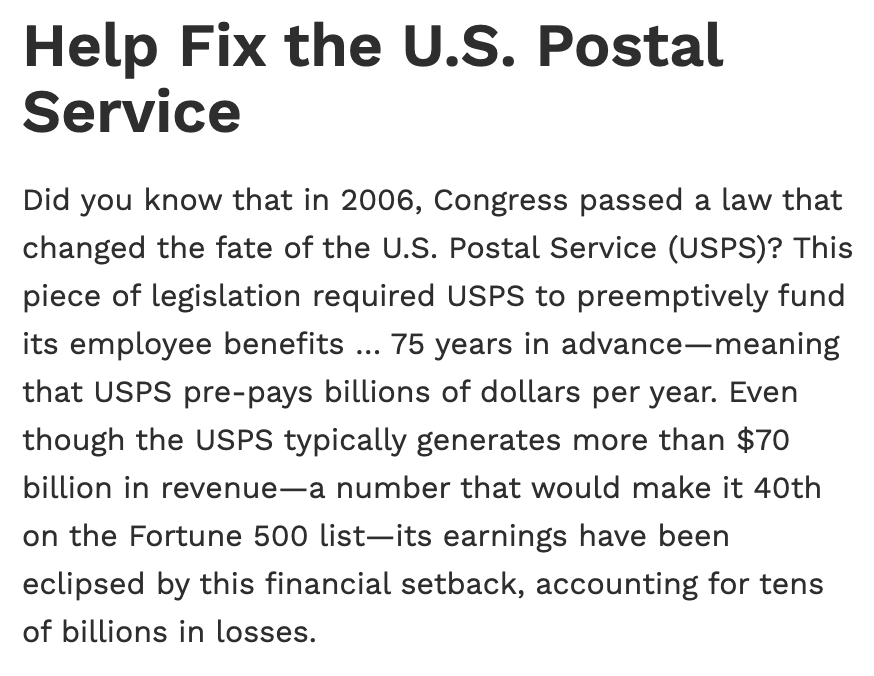 Help Fix the U.S. Postal
Service
Did you know that in 2006, Congress passed a law that
changed the fate of the U.S. Postal Service (USPS)? This
piece of legislation required USPS to preemptively fund
its employee benefits ... 75 years in advance—meaning
that USPS pre-pays billions of dollars per year. Even
though the USPS typically generates more than $70
billion in revenue—a number that would make it 40th
on the Fortune 500 list—its earnings have been
eclipsed by this financial setback, accounting for tens
of billions in losses.